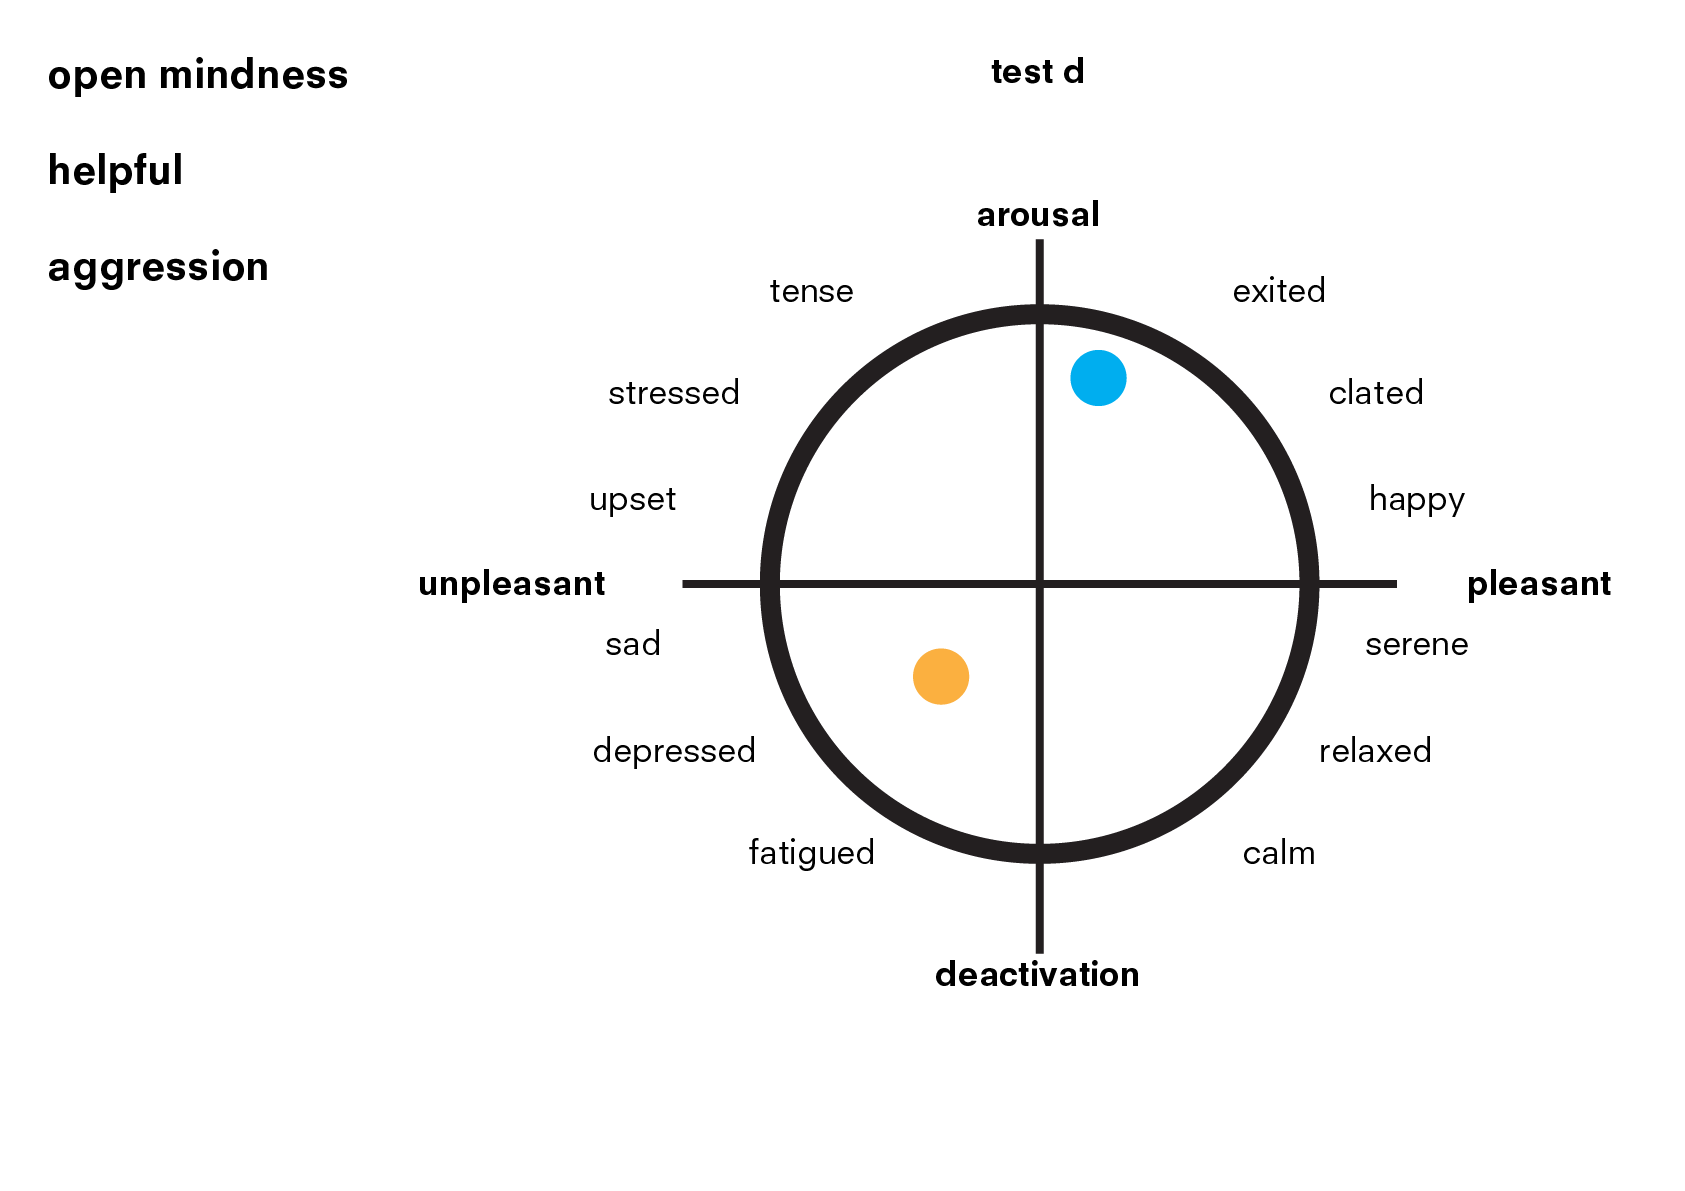 open mindness
helpful
aggression
test d
arousal
tense
exited
stressed
clated
upset
happy
unpleasant
pleasant
sad
serene
depressed
relaxed
fatigued
calm
deactivation